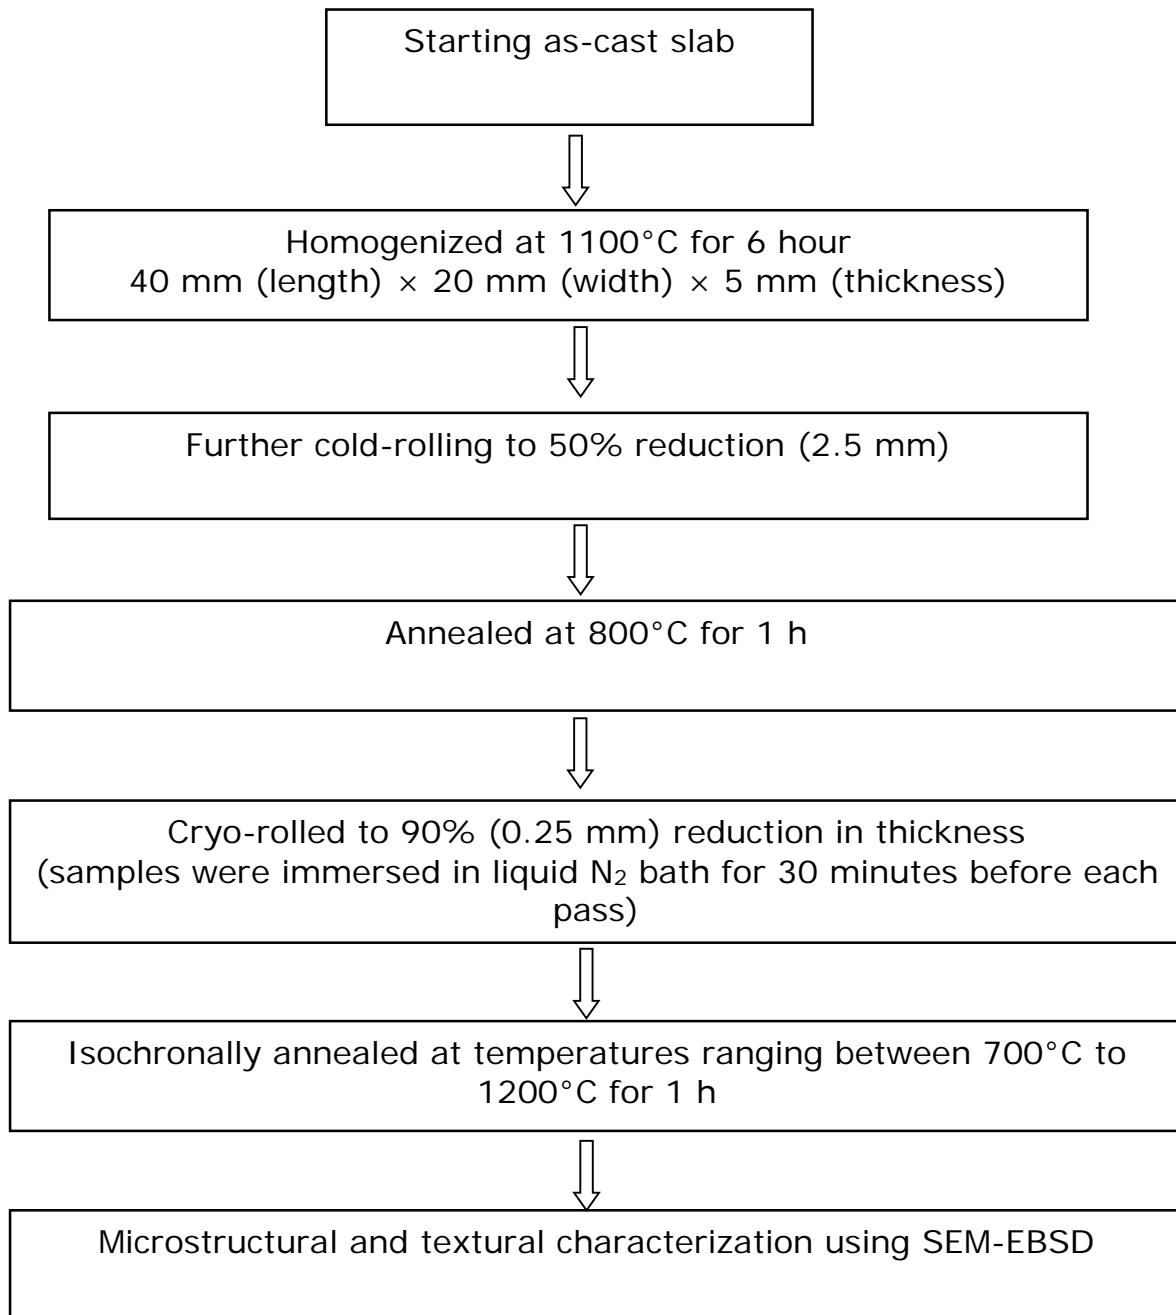 Starting as-cast slab
Homogenized at 1100°C for 6 hour
40 mm (length) × 20 mm (width) × 5 mm (thickness)
Further cold-rolling to 50% reduction (2.5 mm)
Annealed at 800°C for 1 h
Cryo-rolled to 90% (0.25 mm) reduction in thickness
(samples were immersed in liquid N₂ bath for 30 minutes before each
pass)
Isochronally annealed at temperatures ranging between 700°C to
1200°C for 1 h
Microstructural and textural characterization using SEM-EBSD